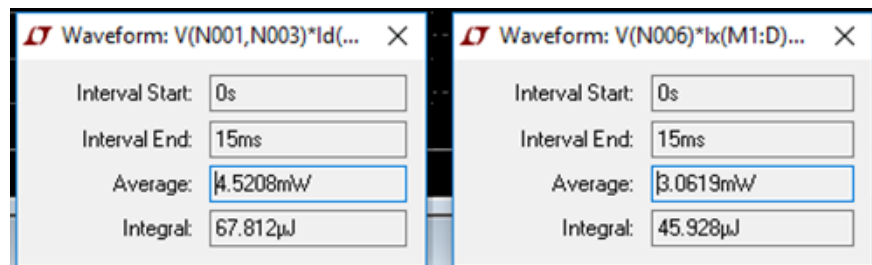 Waveform: V(N001,N003)*Id(...
Interval Start: 0s
Interval End: 15ms
Average: 4.5208mW
Integral: 67.812µJ
Waveform: V(N006)*Ix(M1:D)...
Interval Start: 0s
Interval End: 15ms
Average: 3.0619mW
Integral: 45.928µJ